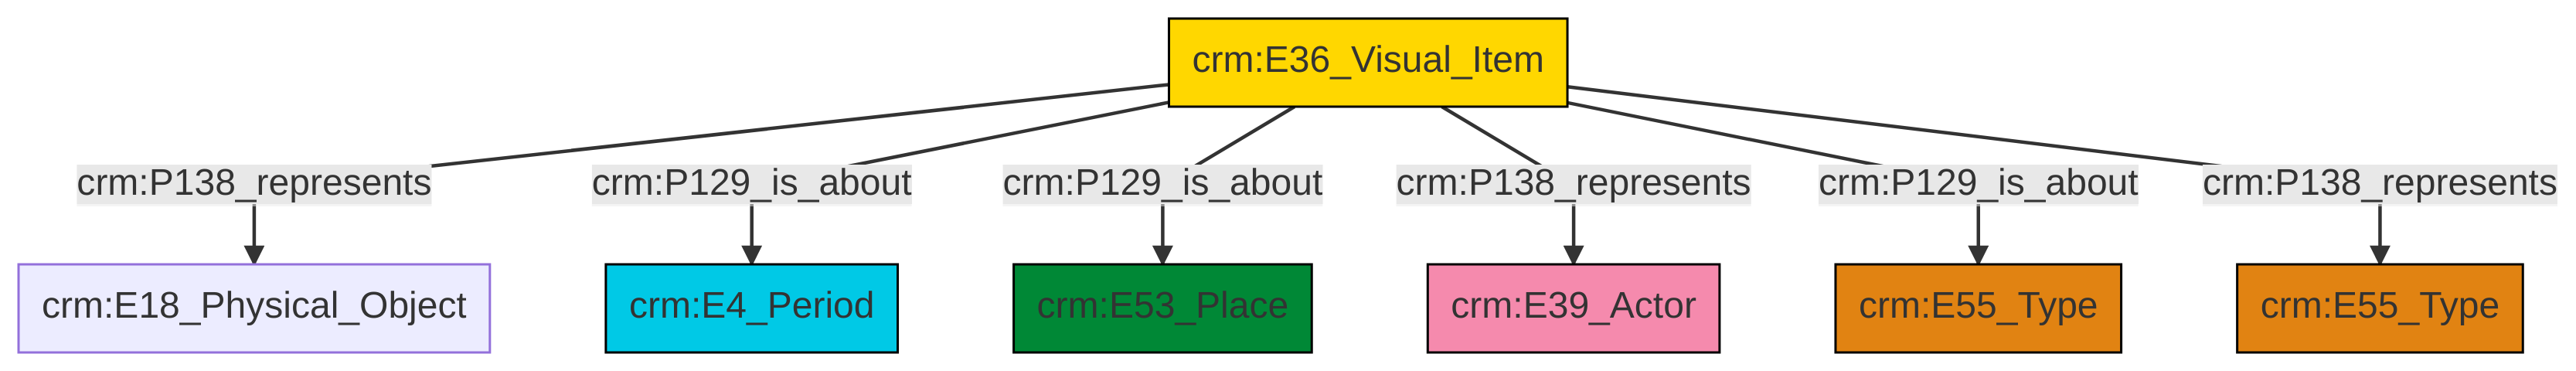 crm:E36_Visual_Item
crm:P138_represents
crm:P129_is_about
crm:P129_is_about
crm:P138_represents
crm:P129_is_about
crm:P138_represents
crm:E18_Physical_Object
crm:E4_Period
crm:E53_Place
crm:E39_Actor
crm:E55_Type
crm:E55_Type